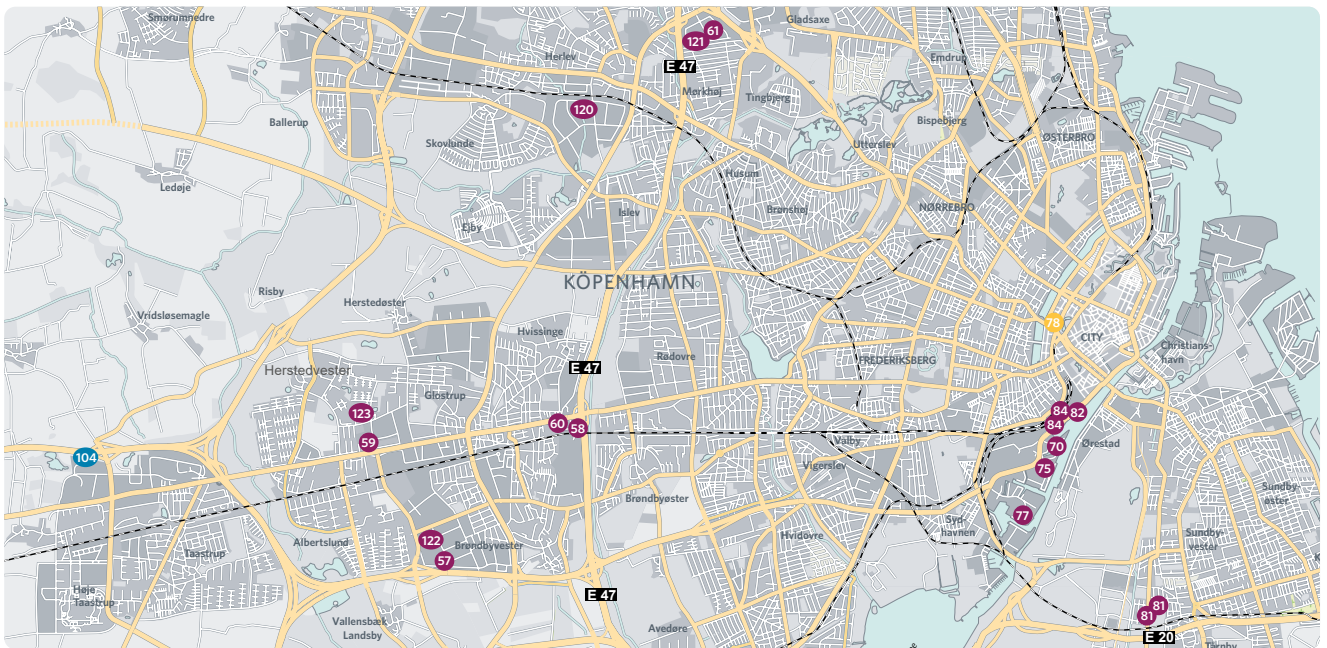 Smørumnedre
Gladsaxe
61
121
Herlev
Emdrup
E 47
Mørkhøj
Tingbjerg
120
Ballerup
Bispebjerg
ØSTERBRO
Skovlunde
Utterslev
Husum
Ledøje
NØRREBRO
Brønshøj
Islev
Ejby
KÖPENHAMN
Risby
Herstedøster
Vridsløsemagle
78
Hvissinge
CITY
Christians-
havn
Rødovre
FREDERIKSBERG
E 47
Herstedvester
Glostrup
123
84
82
60
58
84
59
Valby
Ørestad
70
104
Vigerslev
75
Brøndbyøster
Sundby-
øster
77
Syd-
havnen
Hvidovre
Sundby-
vester
122
Albertslund
Brøndbyvester
Taastrup
57
Høje
Taastrup
E 47
81
81
Vallensbæk
Landsby
Avedøre
E 20
Tårnby